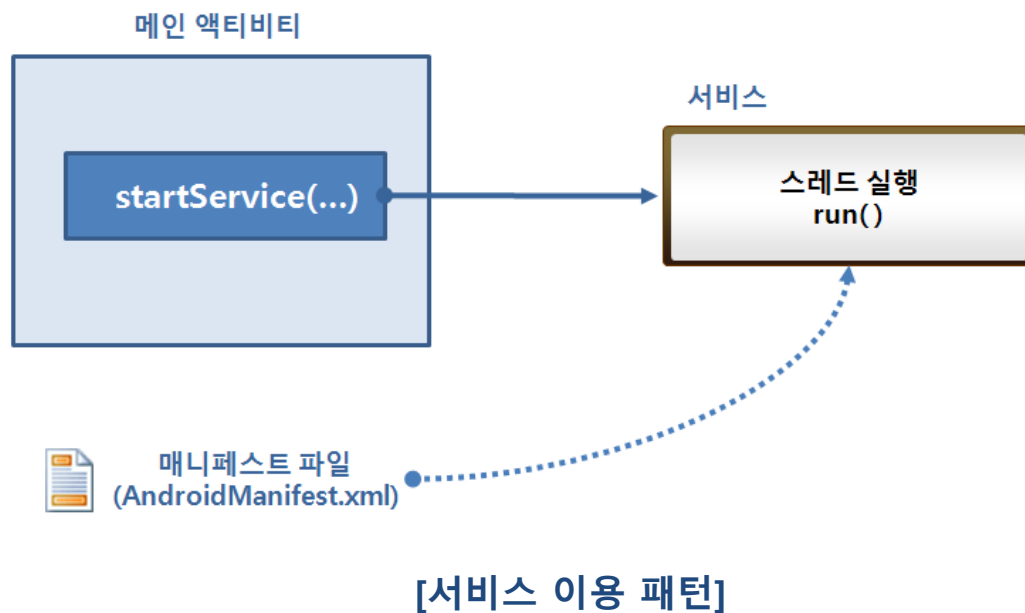 메인 액티비티
서비스
startService(...)
스레드 실행
run()
매니페스트 파일
(AndroidManifest.xml)
[서비스 이용 패턴]